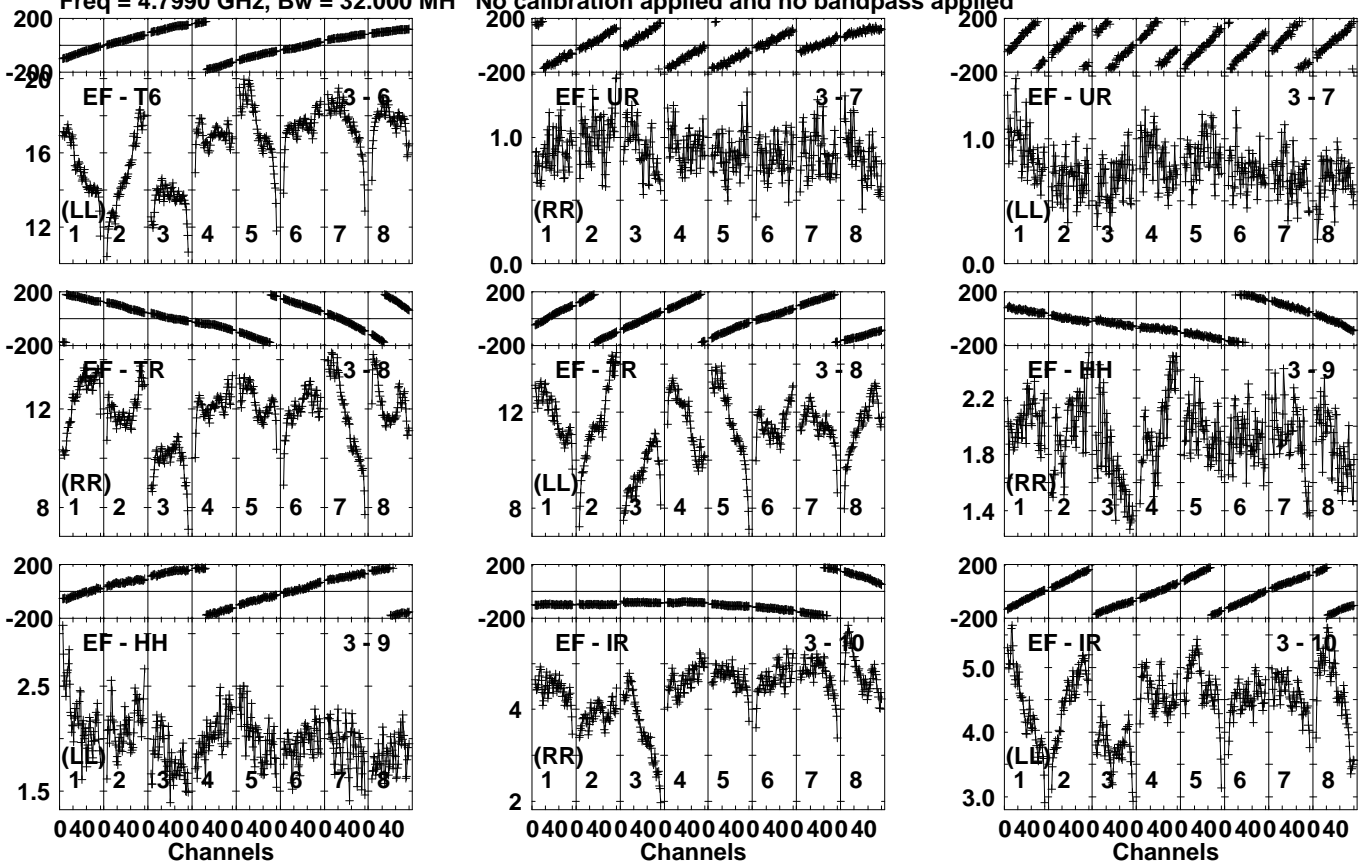 Freq = 4.7990 GHz, Bw = 32.000 MH No calibration applied and no bandpass applied
200
-200
20
16
12
EF - T6 3 - 6
(LL)
1 2 3 4 5 6 7 8
200
-200
1.0
0.0
EF - UR 3 - 7
(RR)
1 2 3 4 5 6 7 8
200
-200
1.0
0.0
EF - UR 3 - 7
(LL)
1 2 3 4 5 6 7 8
200
-200
12
8
EF - TR 3 - 8
(RR)
1 2 3 4 5 6 7 8
200
-200
12
8
EF - TR 3 - 8
(LL)
1 2 3 4 5 6 7 8
200
-200
2.2
1.8
1.4
EF - HH 3 - 9
(RR)
1 2 3 4 5 6 7 8
200
-200
2.5
1.5
EF - HH 3 - 9
(LL)
1 2 3 4 5 6 7 8
0 40 0 40 0 40 0 40 0 40 0 40 0 40 0 40
Channels
200
-200
4
2
EF - IR 3 - 10
(RR)
1 2 3 4 5 6 7 8
0 40 0 40 0 40 0 40 0 40 0 40 0 40 0 40
Channels
200
-200
5.0
4.0
3.0
EF - IR 3 - 10
(LL)
1 2 3 4 5 6 7 8
0 40 0 40 0 40 0 40 0 40 0 40 0 40 0 40
Channels